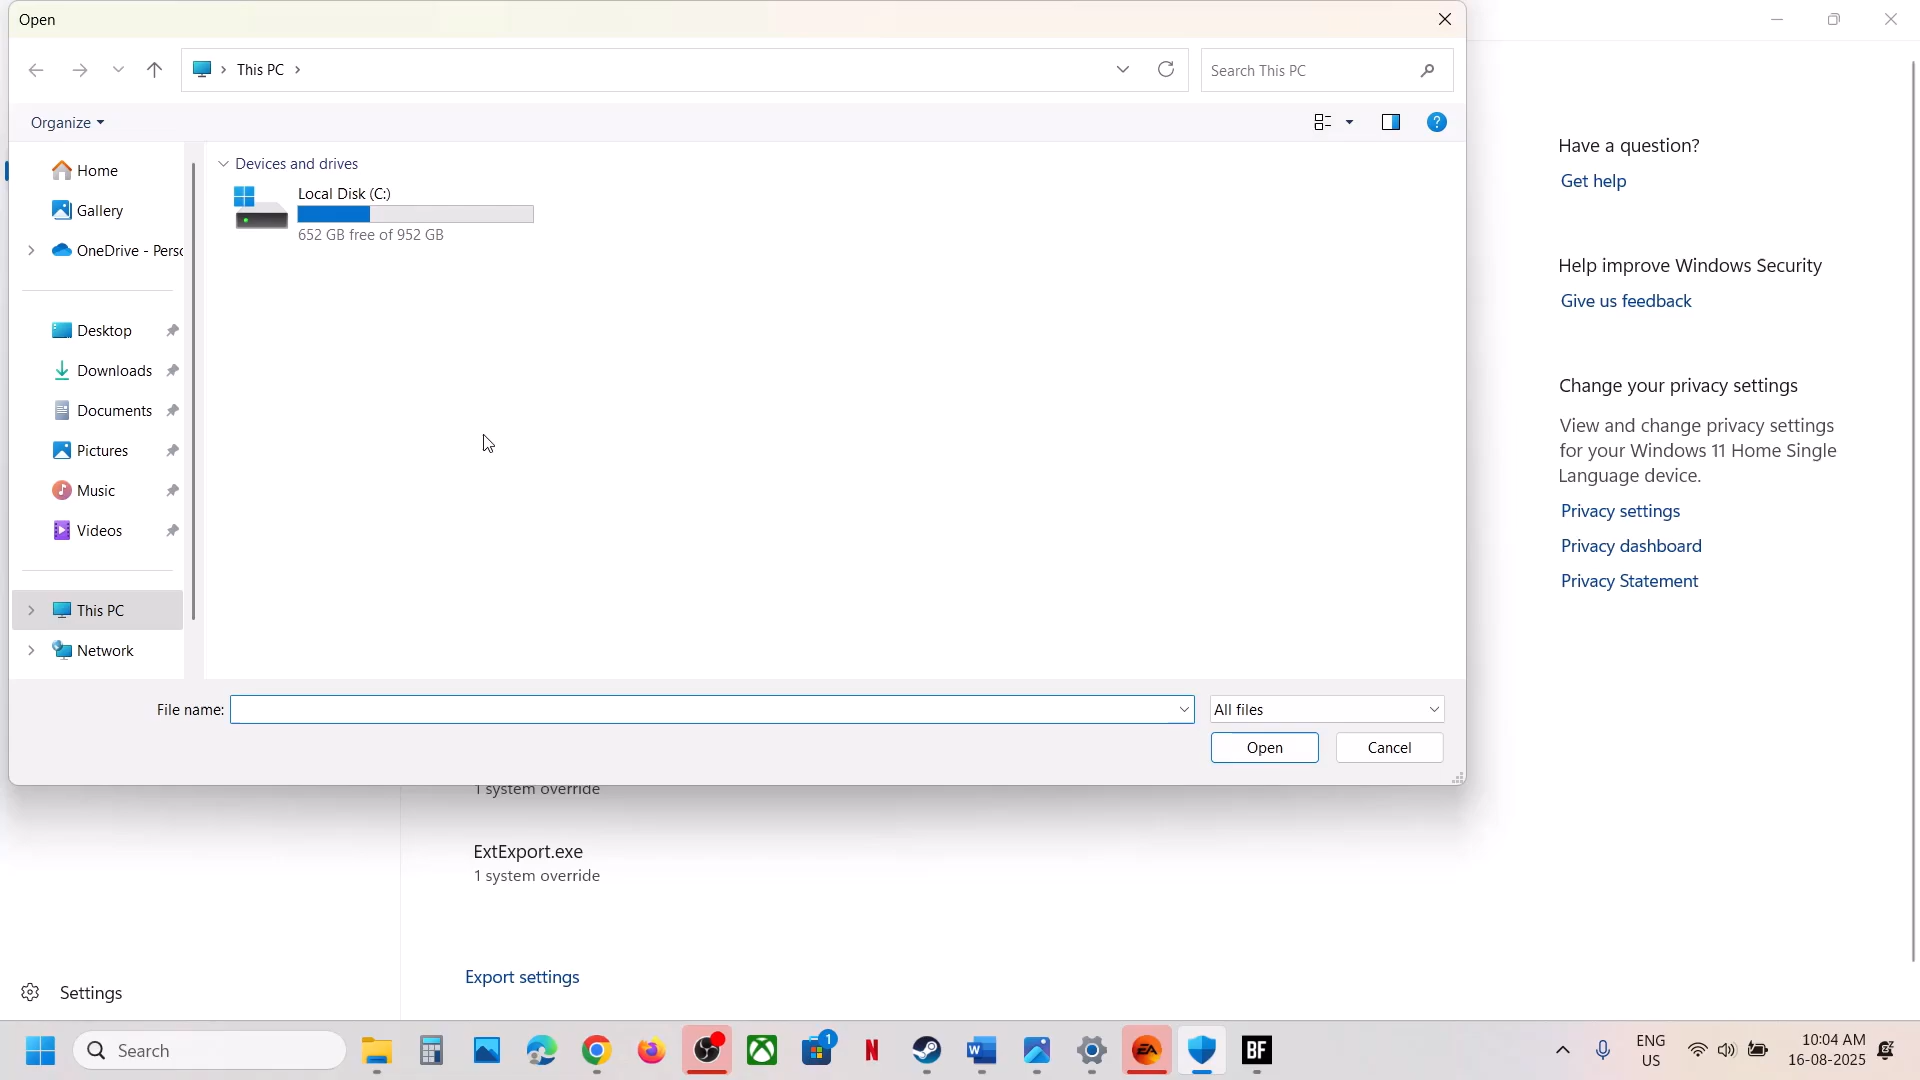 Open
This PC
Search This PC
Organize
Home
Gallery
OneDrive - Perso
Desktop
Downloads
Documents
Pictures
Music
Videos
This PC
Network
Devices and drives
Local Disk (C:)
652 GB free of 952 GB
File name:
All files
Open
Cancel
Have a question?
Get help
Help improve Windows Security
Give us feedback
Change your privacy settings
View and change privacy settings
for your Windows 11 Home Single
Language device.
Privacy settings
Privacy dashboard
Privacy Statement
1 system override
ExtExport.exe
1 system override
Export settings
Settings
Search
1
N
W
EA
BF
ENG
US
10:04 AM
16-08-2025